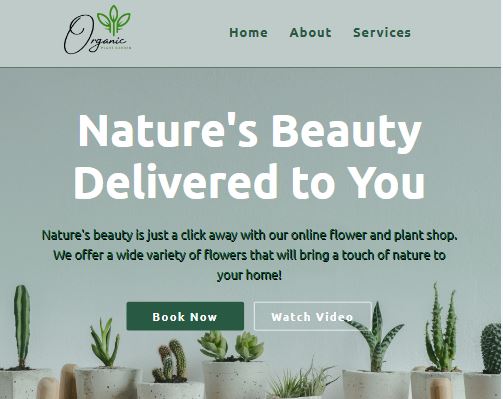 Organic
Plant Garden
Home About Services
Nature's Beauty
Delivered to You
Nature's beauty is just a click away with our online flower and plant shop.
We offer a wide variety of flowers that will bring a touch of nature to
your home!
Book Now Watch Video